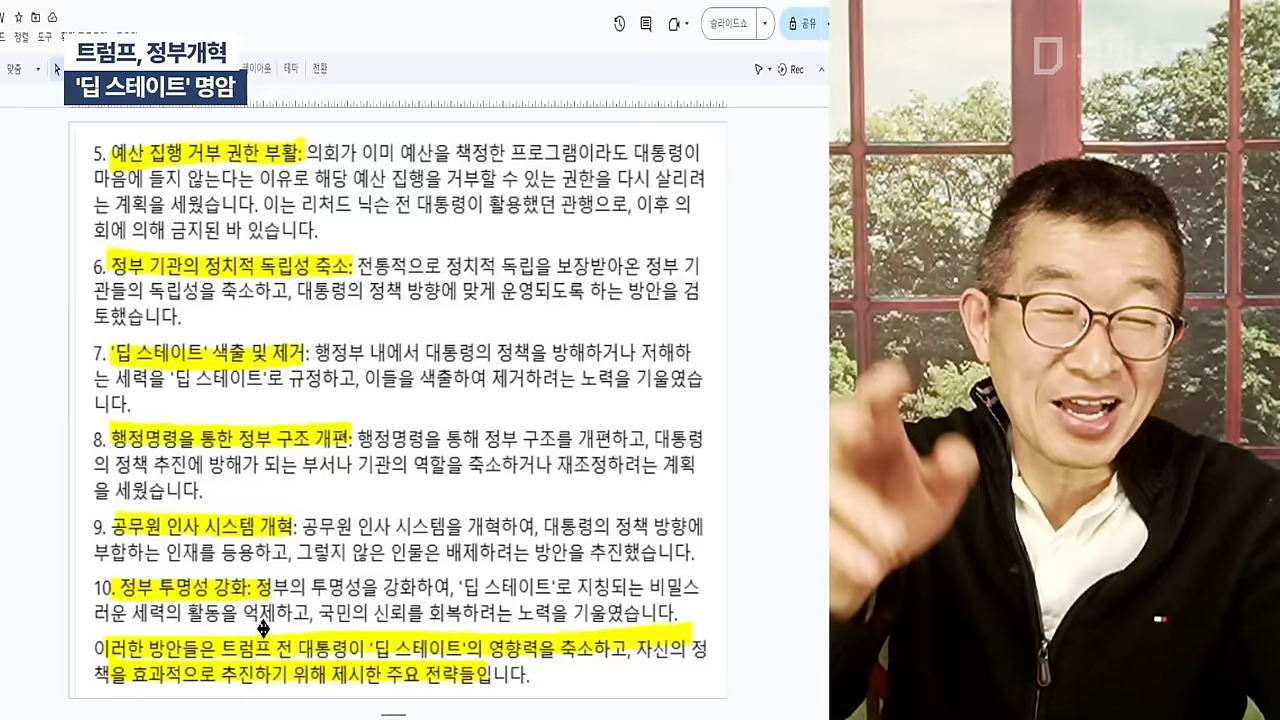 정렬 도구
슬라이드쇼
공유
트럼프, 정부개혁
맞춤
테마
전환
Rec
'딥 스테이트' 명암
5. 예산 집행 거부 권한 부활: 의회가 이미 예산을 책정한 프로그램이라도 대통령이
마음에 들지 않는다는 이유로 해당 예산 집행을 거부할 수 있는 권한을 다시 살리려
는 계획을 세웠습니다. 이는 리처드 닉슨 전 대통령이 활용했던 관행으로, 이후 의
회에 의해 금지된 바 있습니다.
6. 정부 기관의 정치적 독립성 축소: 전통적으로 정치적 독립을 보장받아온 정부 기
관들의 독립성을 축소하고, 대통령의 정책 방향에 맞게 운영되도록 하는 방안을 검
토했습니다.
7. '딥 스테이트' 색출 및 제거: 행정부 내에서 대통령의 정책을 방해하거나 저해하
는 세력을 '딥 스테이트'로 규정하고, 이들을 색출하여 제거하려는 노력을 기울였습
니다.
8. 행정명령을 통한 정부 구조 개편: 행정명령을 통해 정부 구조를 개편하고, 대통령
의 정책 추진에 방해가 되는 부서나 기관의 역할을 축소하거나 재조정하려는 계획
을 세웠습니다.
9. 공무원 인사 시스템 개혁: 공무원 인사 시스템을 개혁하여, 대통령의 정책 방향에
부합하는 인재를 등용하고, 그렇지 않은 인물은 배제하려는 방안을 추진했습니다.
10. 정부 투명성 강화: 정부의 투명성을 강화하여, '딥 스테이트'로 지칭되는 비밀스
러운 세력의 활동을 억제하고, 국민의 신뢰를 회복하려는 노력을 기울였습니다.
이러한 방안들은 트럼프 전 대통령이 '딥 스테이트'의 영향력을 축소하고, 자신의 정
책을 효과적으로 추진하기 위해 제시한 주요 전략들입니다.